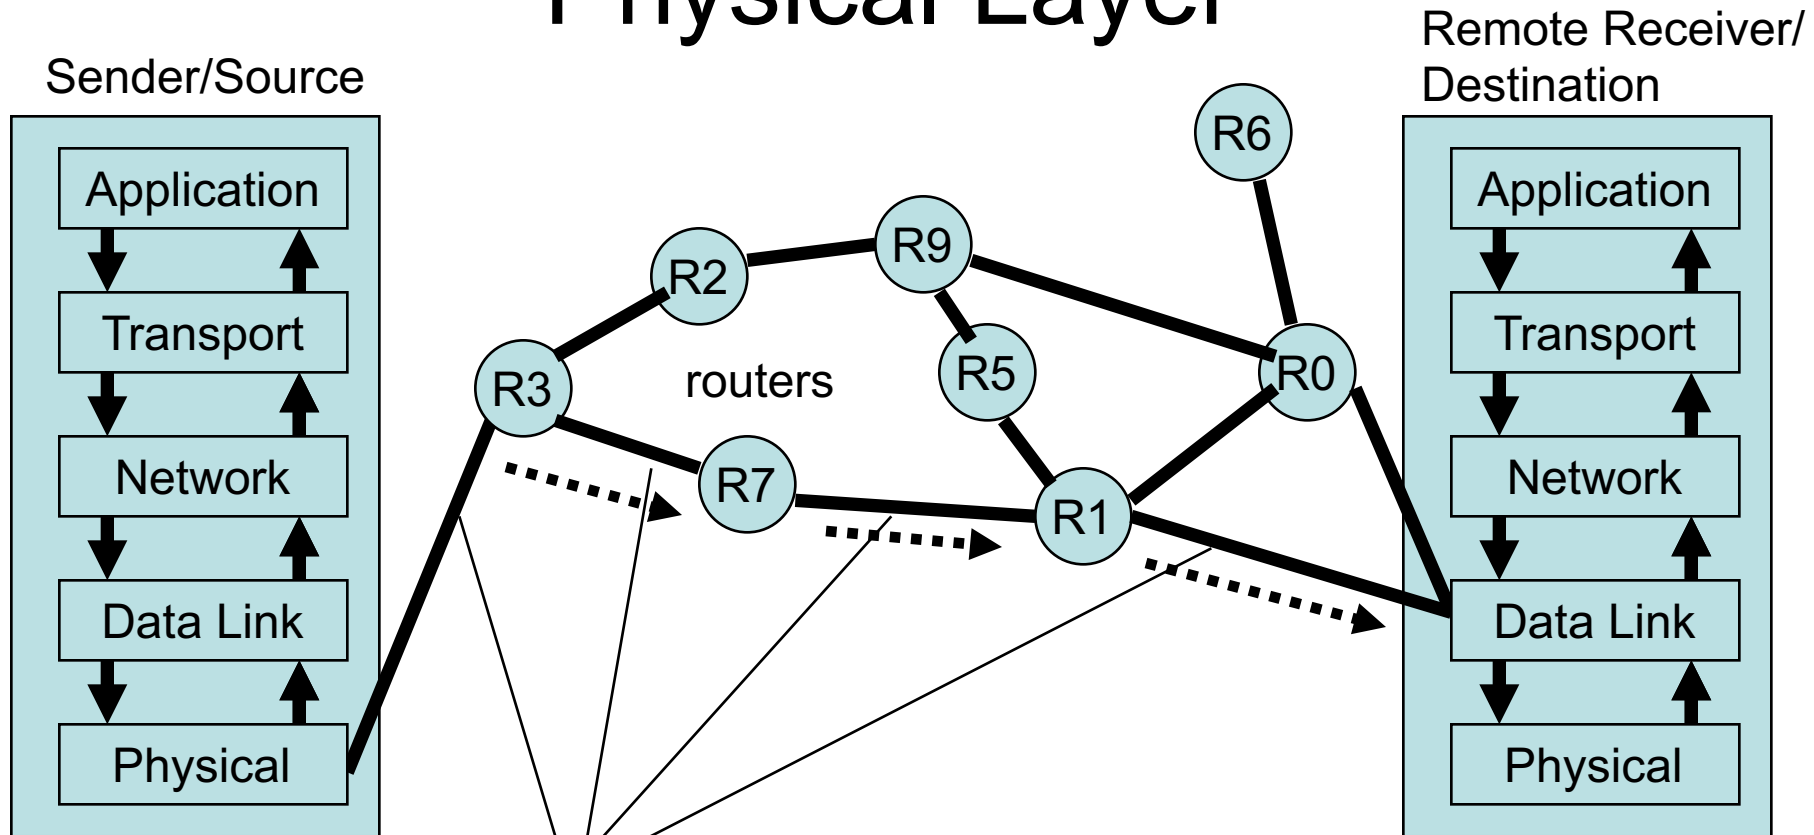 Physical Layer
Sender/Source
Remote Receiver/
Destination
Application
Transport
Network
Data Link
Physical
R6
R9
R2
R5
R0
R3
routers
R7
R1
Application
Transport
Network
Data Link
Physical